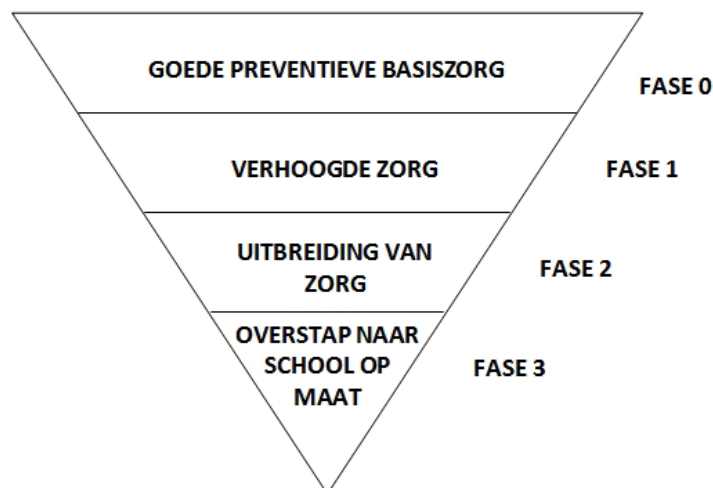 GOEDE PREVENTIEVE BASISZORG
FASE 0
VERHOOGDE ZORG
FASE 1
UITBREIDING VAN
ZORG
FASE 2
OVERSTAP NAAR
SCHOOL OP
MAAT
FASE 3